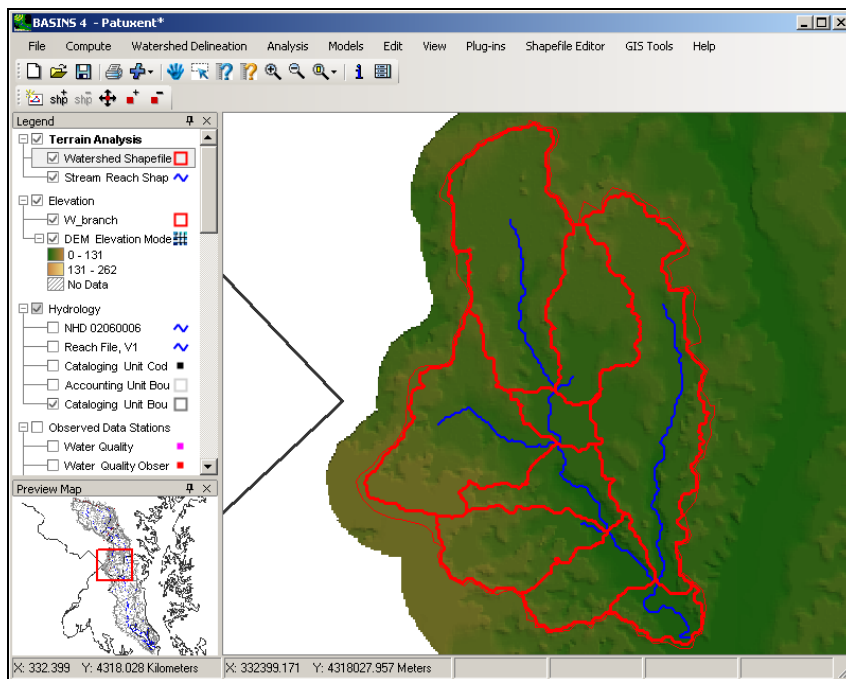 BASINS 4 - Patuxent*
File Compute Watershed Delineation Analysis Models Edit View Plug-ins Shapefile Editor GIS Tools Help
shp shp
Legend
Terrain Analysis
Watershed Shapefile
Stream Reach Shap
Elevation
W_branch
DEM Elevation Mode
0 - 131
131 - 262
No Data
Hydrology
NHD 02060006
Reach File, V1
Cataloging Unit Cod
Accounting Unit Bou
Cataloging Unit Bou
Observed Data Stations
Water Quality
Water Quality Obser
Preview Map
X: 332.399 Y: 4318.028 Kilometers X: 332399.171 Y: 4318027.957 Meters